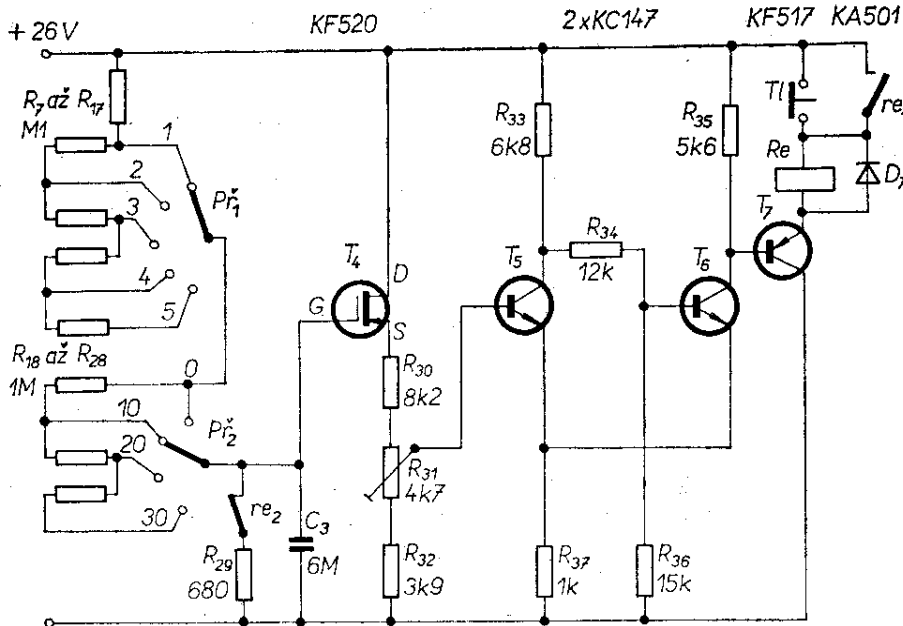 + 26V
KF520
2xKC147
KF517 KA501
R7 až R17
M1
1
2
3
4
5
Př1
R18 až R28
1M
0
10
20
30
Př2
re2
R29
680
C3
6M
T4
G
D
S
R30
8k2
R31
4k7
R32
3k9
R33
6k8
T5
R34
12k
R37
1k
R36
15k
T6
R35
5k6
T7
Tl
Re